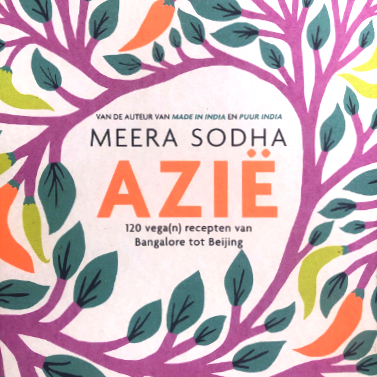 VAN DE AUTEUR VAN MADE IN INDIA EN PUUR INDIA
MEERA SODHA
AZIË
120 vega(n) recepten van
Bangalore tot Beijing